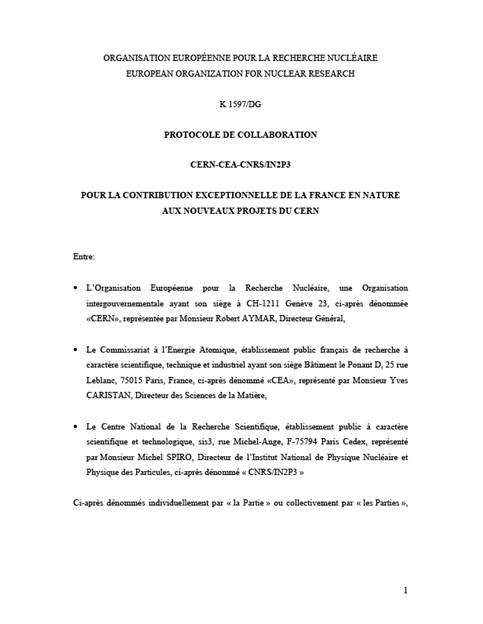 ORGANISATION EUROPÉENNE POUR LA RECHERCHE NUCLÉAIRE
EUROPEAN ORGANIZATION FOR NUCLEAR RESEARCH
K 1597/DG
PROTOCOLE DE COLLABORATION
CERN-CEA-CNRS/IN2P3
POUR LA CONTRIBUTION EXCEPTIONNELLE DE LA FRANCE EN NATURE
AUX NOUVEAUX PROJETS DU CERN
Entre:
• L'Organisation Européenne pour la Recherche Nucléaire, une Organisation
intergouvernementale ayant son siège à CH-1211 Genève 23, ci-après dénommée
«CERN», représentée par Monsieur Robert AYMAR, Directeur Général,
• Le Commissariat à l'Energie Atomique, établissement public français de recherche à
caractère scientifique, technique et industriel ayant son siège Bâtiment le Ponant D, 25 rue
Leblanc, 75015 Paris, France, ci-après dénommé «CEA», représenté par Monsieur Yves
CARISTAN, Directeur des Sciences de la Matière,
• Le Centre National de la Recherche Scientifique, établissement public à caractère
scientifique et technologique, sis3, rue Michel-Ange, F-75794 Paris Cedex, représenté
par Monsieur Michel SPIRO, Directeur de l'Institut National de Physique Nucléaire et
Physique des Particules, ci-après dénommé « CNRS/IN2P3 »
Ci-après dénommés individuellement par « la Partie » ou collectivement par « les Parties »,
1